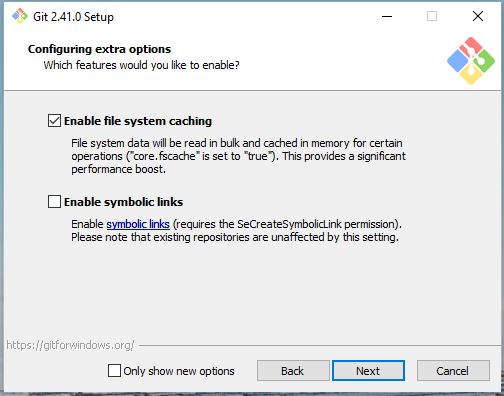 Git 2.41.0 Setup
Configuring extra options
Which features would you like to enable?
Enable file system caching
File system data will be read in bulk and cached in memory for certain
operations ("core.fscache" is set to "true"). This provides a significant
performance boost.
Enable symbolic links
Enable symbolic links (requires the SeCreateSymbolicLink permission).
Please note that existing repositories are unaffected by this setting.
https://gitforwindows.org/
Only show new options
Back
Next
Cancel